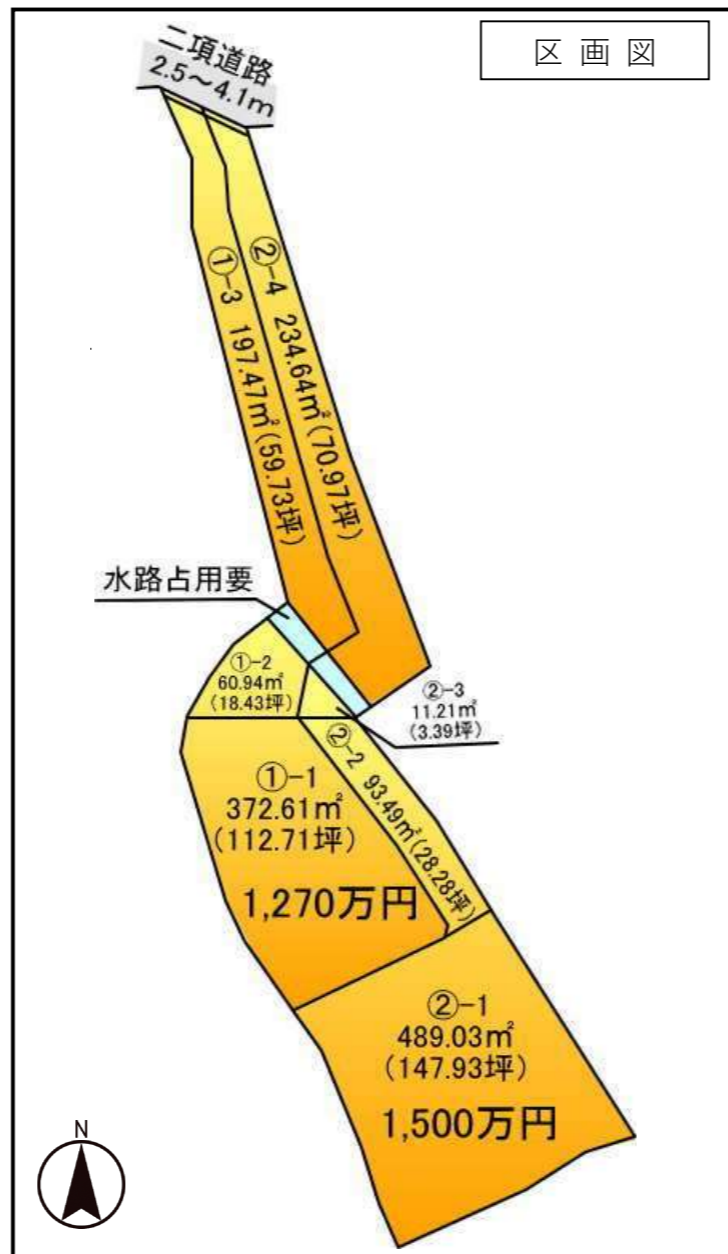 区画図
二項道路
2.5～4.1m
①-3 197.47㎡(59.73坪)
②-4 234.64㎡(70.97坪)
水路占用要
①-2
60.94㎡
(18.43坪)
②-3
11.21㎡
(3.39坪)
②-2 93.49㎡(28.28坪)
①-1
372.61㎡
(112.71坪)
1,270万円
②-1
489.03㎡
(147.93坪)
1,500万円
N